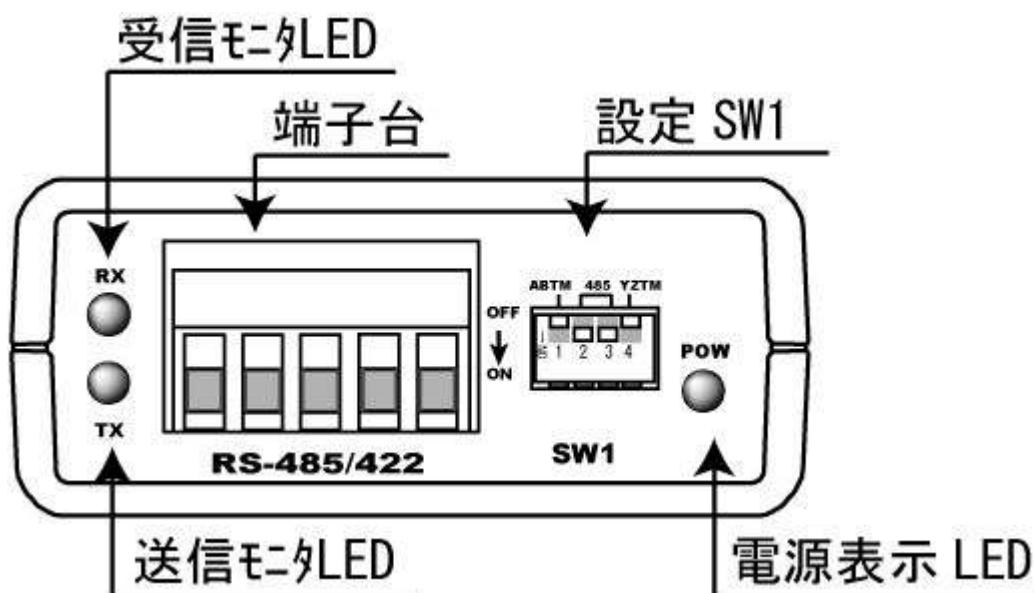 受信ﾓﾆﾀLED
端子台
設定 SW1
RX
ABTM 485 YZTM
OFF
1 2 3 4
ON
POW
TX
RS-485/422
SW1
送信ﾓﾆﾀLED
電源表示 LED